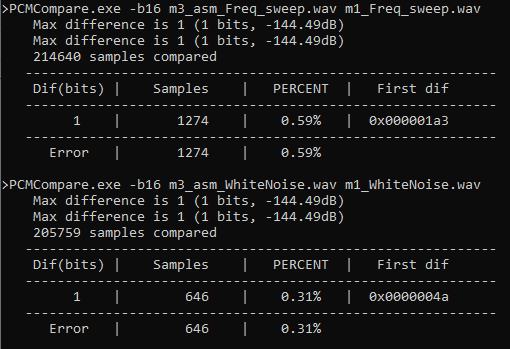 >PCMCompare.exe -b16 m3_asm_Freq_sweep.wav m1_Freq_sweep.wav
Max difference is 1 (1 bits, -144.49dB)
Max difference is 1 (1 bits, -144.49dB)
214640 samples compared
-----------------------------------------------------------
Dif(bits) | Samples | PERCENT | First dif
-----------------------------------------------------------
1 | 1274 | 0.59% | 0x000001a3
-----------------------------------------------------------
Error | 1274 | 0.59%
>PCMCompare.exe -b16 m3_asm_WhiteNoise.wav m1_WhiteNoise.wav
Max difference is 1 (1 bits, -144.49dB)
Max difference is 1 (1 bits, -144.49dB)
205759 samples compared
-----------------------------------------------------------
Dif(bits) | Samples | PERCENT | First dif
-----------------------------------------------------------
1 | 646 | 0.31% | 0x0000004a
-----------------------------------------------------------
Error | 646 | 0.31%